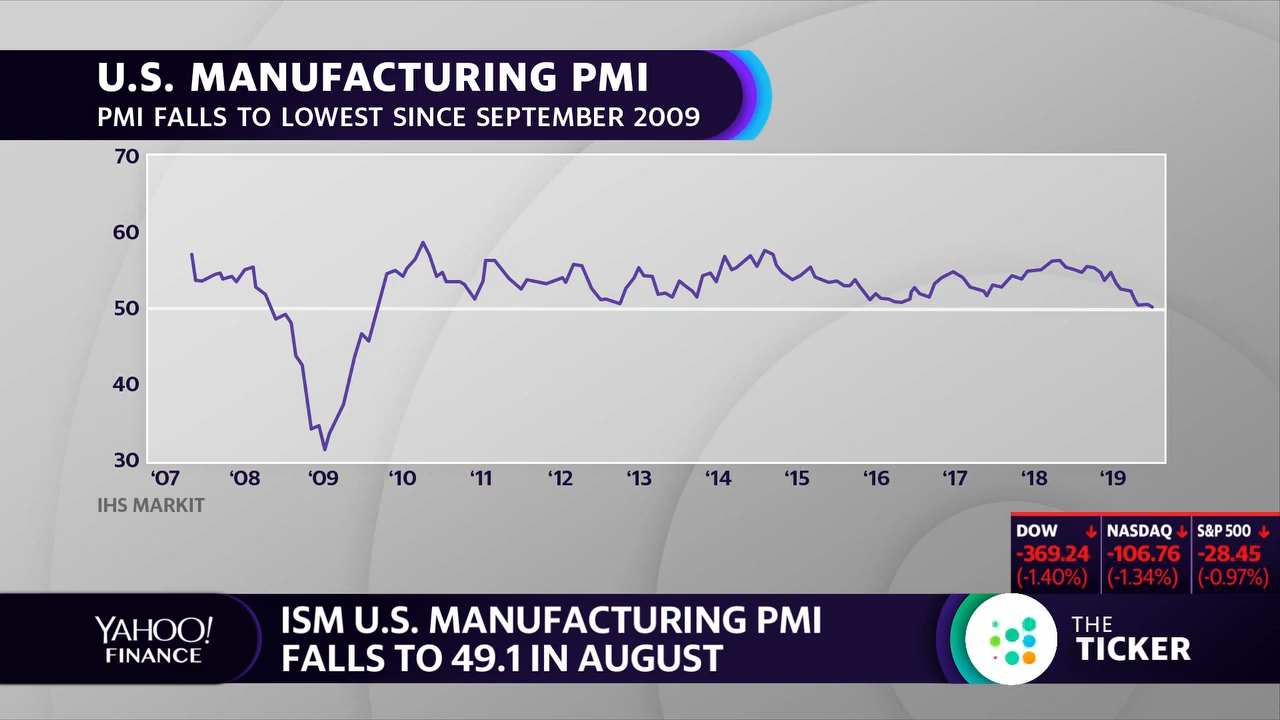 U.S. MANUFACTURING PMI
PMI FALLS TO LOWEST SINCE SEPTEMBER 2009
70
60
50
40
30
‘07 ‘08 ‘09 ‘10 ‘11 ‘12 ‘13 ‘14 ‘15 ‘16 ‘17 ‘18 ‘19
IHS MARKIT
DOW NASDAQ S&P 500
-369.24 -106.76 -28.45
(-1.40%) (-1.34%) (-0.97%)
YAHOO!
FINANCE
ISM U.S. MANUFACTURING PMI
FALLS TO 49.1 IN AUGUST
THE
TICKER